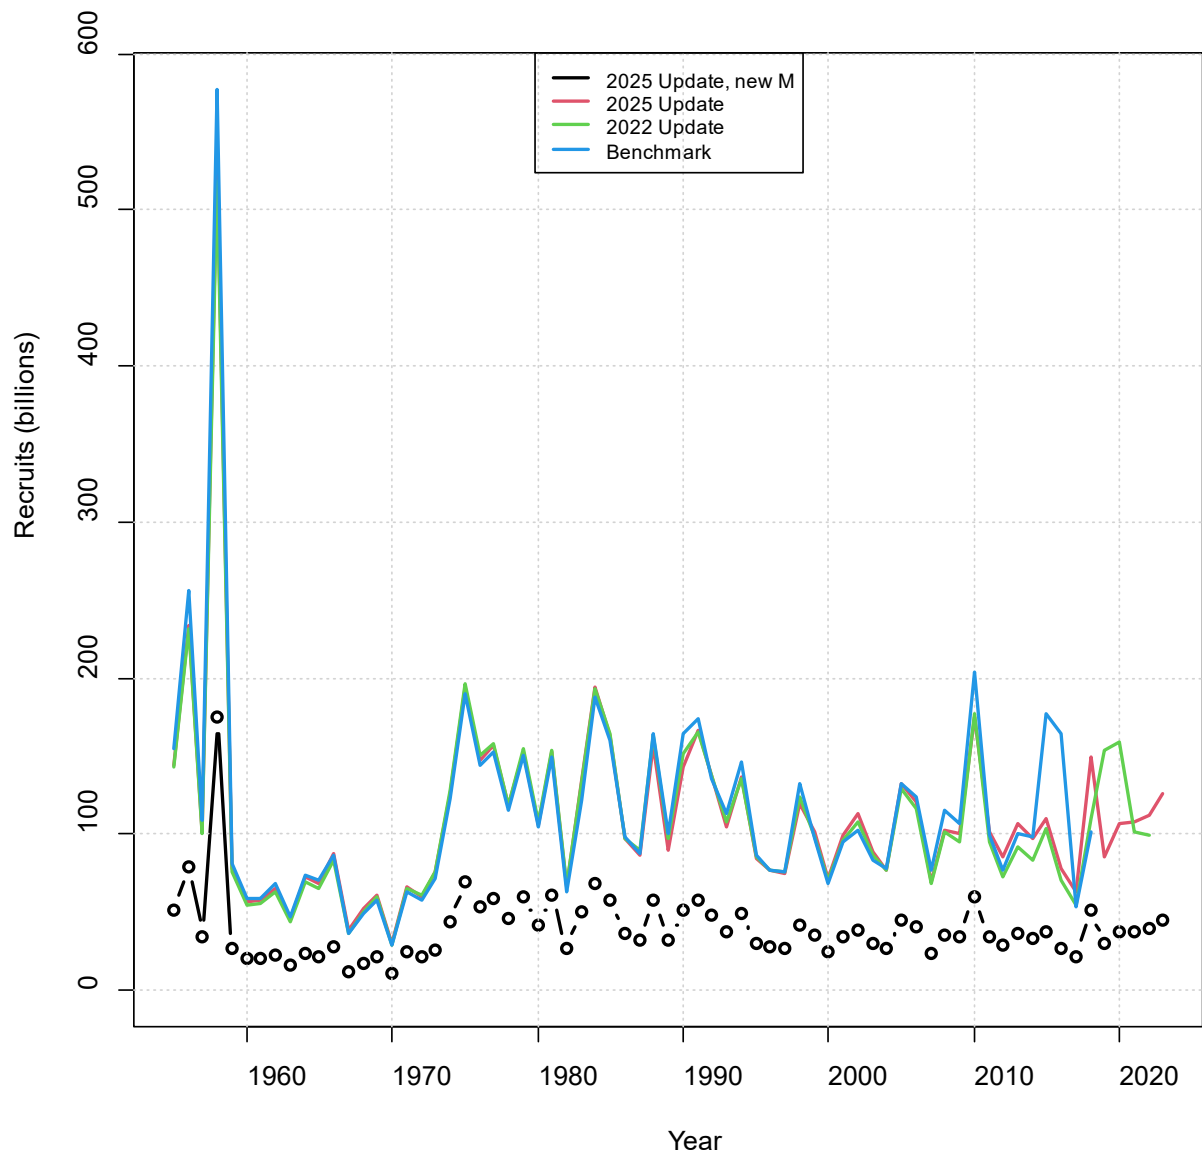 2025 Update, new M
2025 Update
2022 Update
Benchmark
Recruits (billions)
600
500
400
300
200
100
0
1960 1970 1980 1990 2000 2010 2020
Year